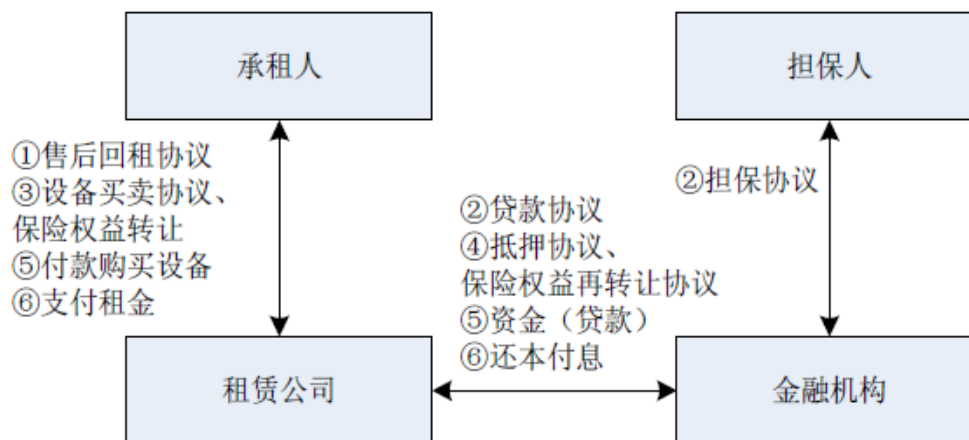 承租人
担保人
①售后回租协议
③设备买卖协议、
保险权益转让
⑤付款购买设备
⑥支付租金
②担保协议
②贷款协议
④抵押协议、
保险权益再转让协议
⑤资金（贷款）
⑥还本付息
租赁公司
金融机构